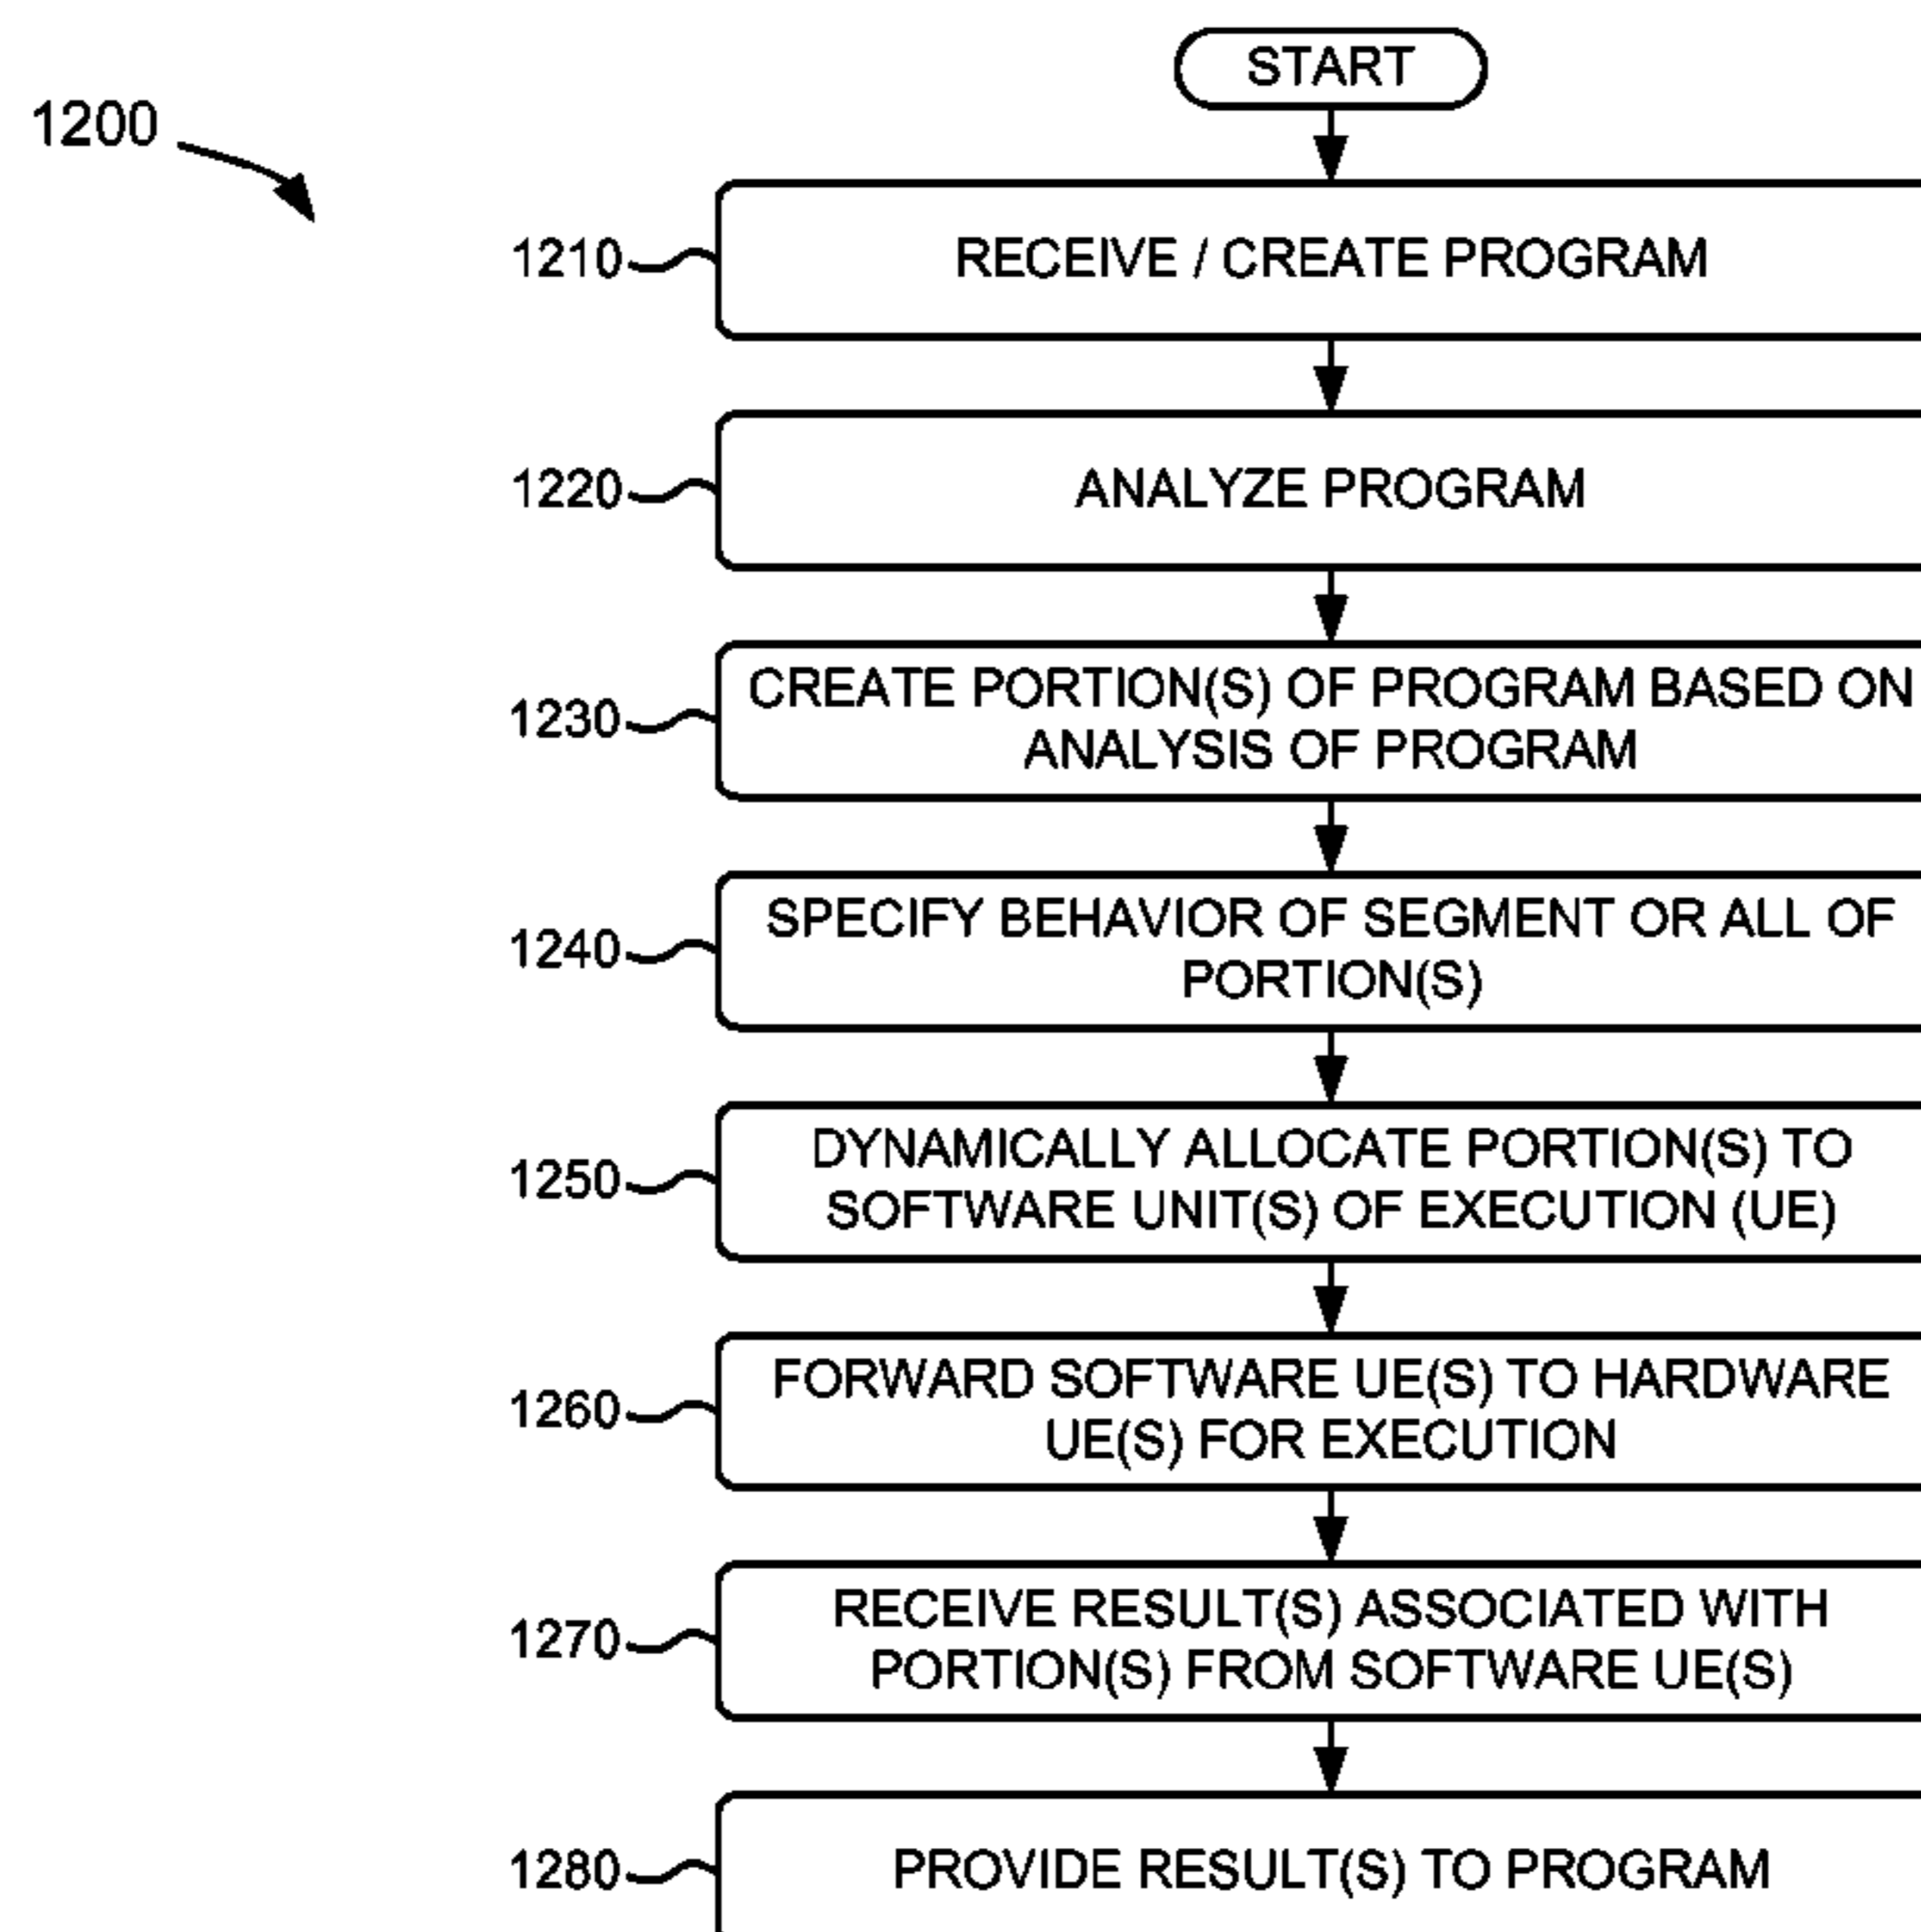 START
1200
1210
RECEIVE / CREATE PROGRAM
1220
ANALYZE PROGRAM
1230
CREATE PORTION(S) OF PROGRAM BASED ON
ANALYSIS OF PROGRAM
1240
SPECIFY BEHAVIOR OF SEGMENT OR ALL OF
PORTION(S)
1250
DYNAMICALLY ALLOCATE PORTION(S) TO
SOFTWARE UNIT(S) OF EXECUTION (UE)
1260
FORWARD SOFTWARE UE(S) TO HARDWARE
UE(S) FOR EXECUTION
1270
RECEIVE RESULT(S) ASSOCIATED WITH
PORTION(S) FROM SOFTWARE UE(S)
1280
PROVIDE RESULT(S) TO PROGRAM